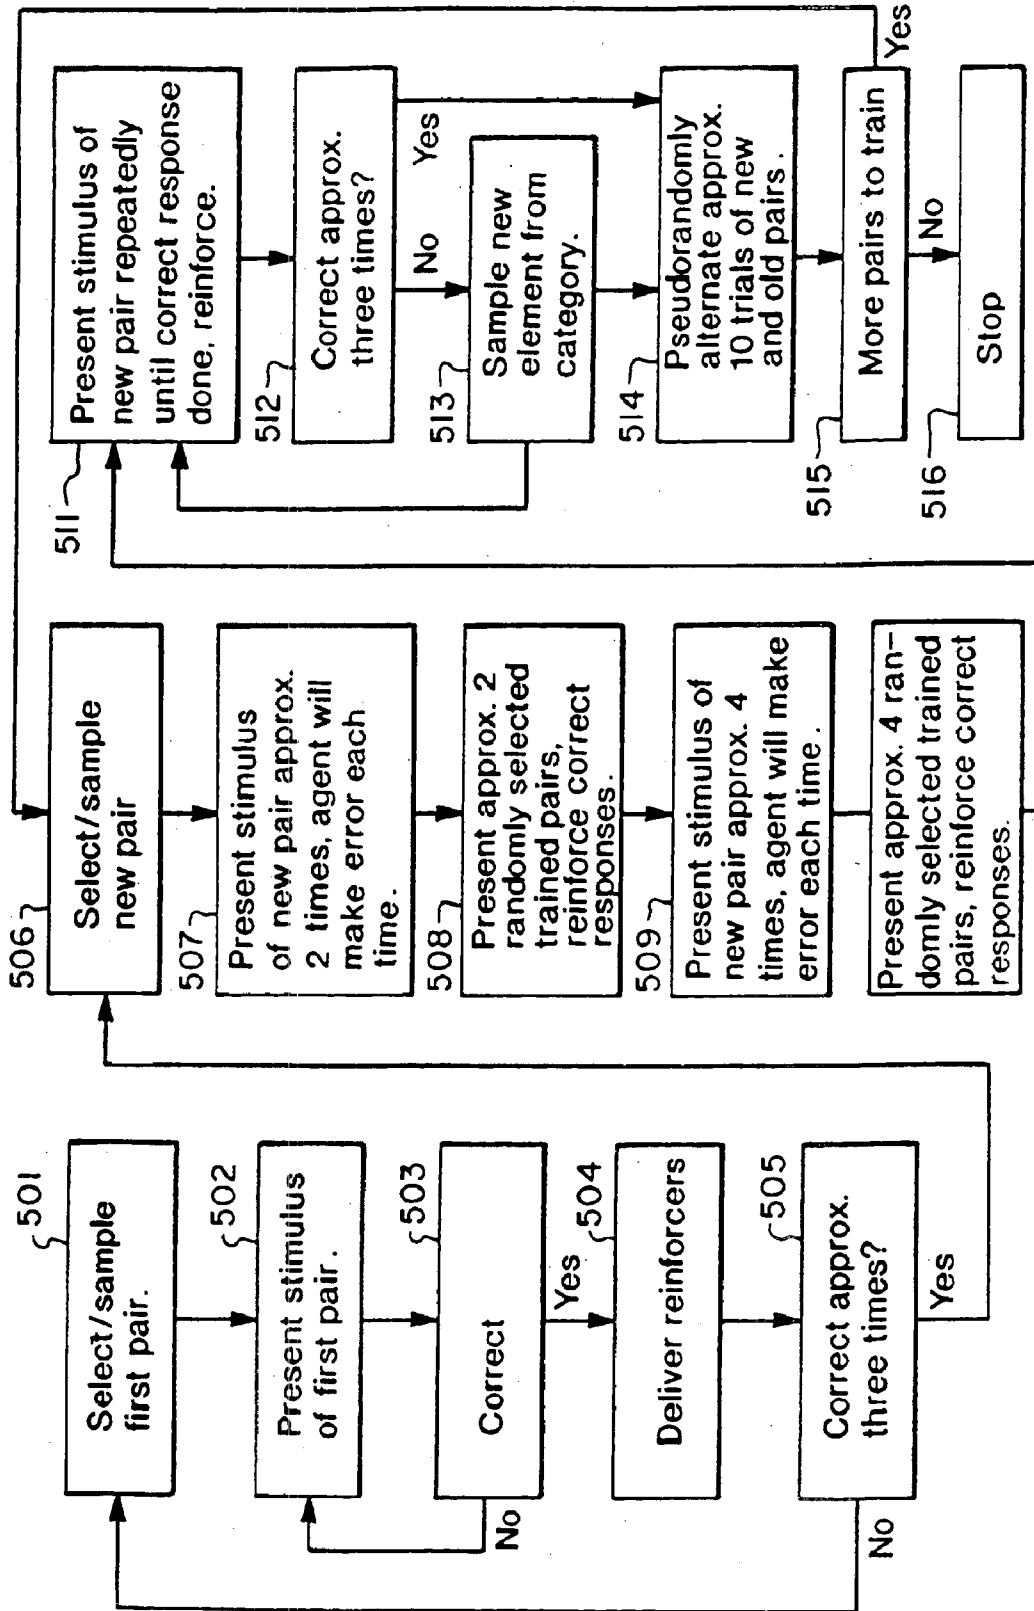 501
Select/sample
first pair.
502
Present stimulus
of first pair.
503
Correct
No
Yes
504
Deliver reinforcers
505
Correct approx.
three times?
No
Yes
506
Select/sample
new pair
507
Present stimulus
of new pair approx.
2 times, agent will
make error each
time.
508
Present approx. 2
randomly selected
trained pairs,
reinforce correct
responses.
509
Present stimulus of
new pair approx. 4
times, agent will make
error each time.
Present approx. 4 ran-
domly selected trained
pairs, reinforce correct
responses.
511
Present stimulus of
new pair repeatedly
until correct response
done, reinforce.
512
Correct approx.
three times?
No
Yes
513
Sample new
element from
category.
514
Pseudorandomly
alternate approx.
10 trials of new
and old pairs.
515
More pairs to train
Yes
No
516
Stop